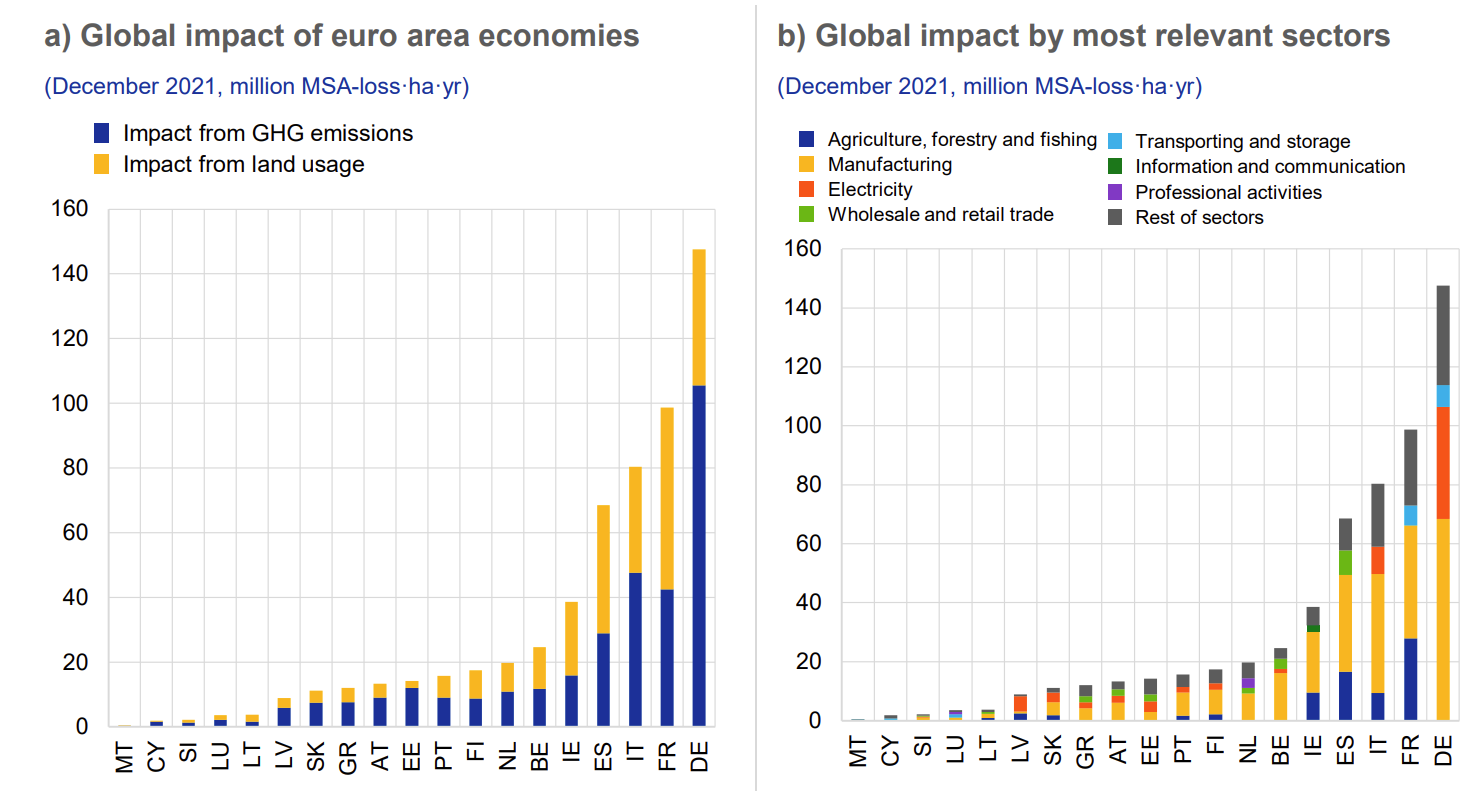 a) Global impact of euro area economies
(December 2021, million MSA-loss·ha·yr)
Impact from GHG emissions
Impact from land usage
160
140
120
100
80
60
40
20
0
MT CY SI LU LT LV SK GR AT EE PT FI NL BE IE ES IT FR DE
b) Global impact by most relevant sectors
(December 2021, million MSA-loss·ha·yr)
Agriculture, forestry and fishing
Manufacturing
Electricity
Wholesale and retail trade
Transporting and storage
Information and communication
Professional activities
Rest of sectors
160
140
120
100
80
60
40
20
0
MT CY SI LU LT LV SK GR AT EE PT FI NL BE IE ES IT FR DE